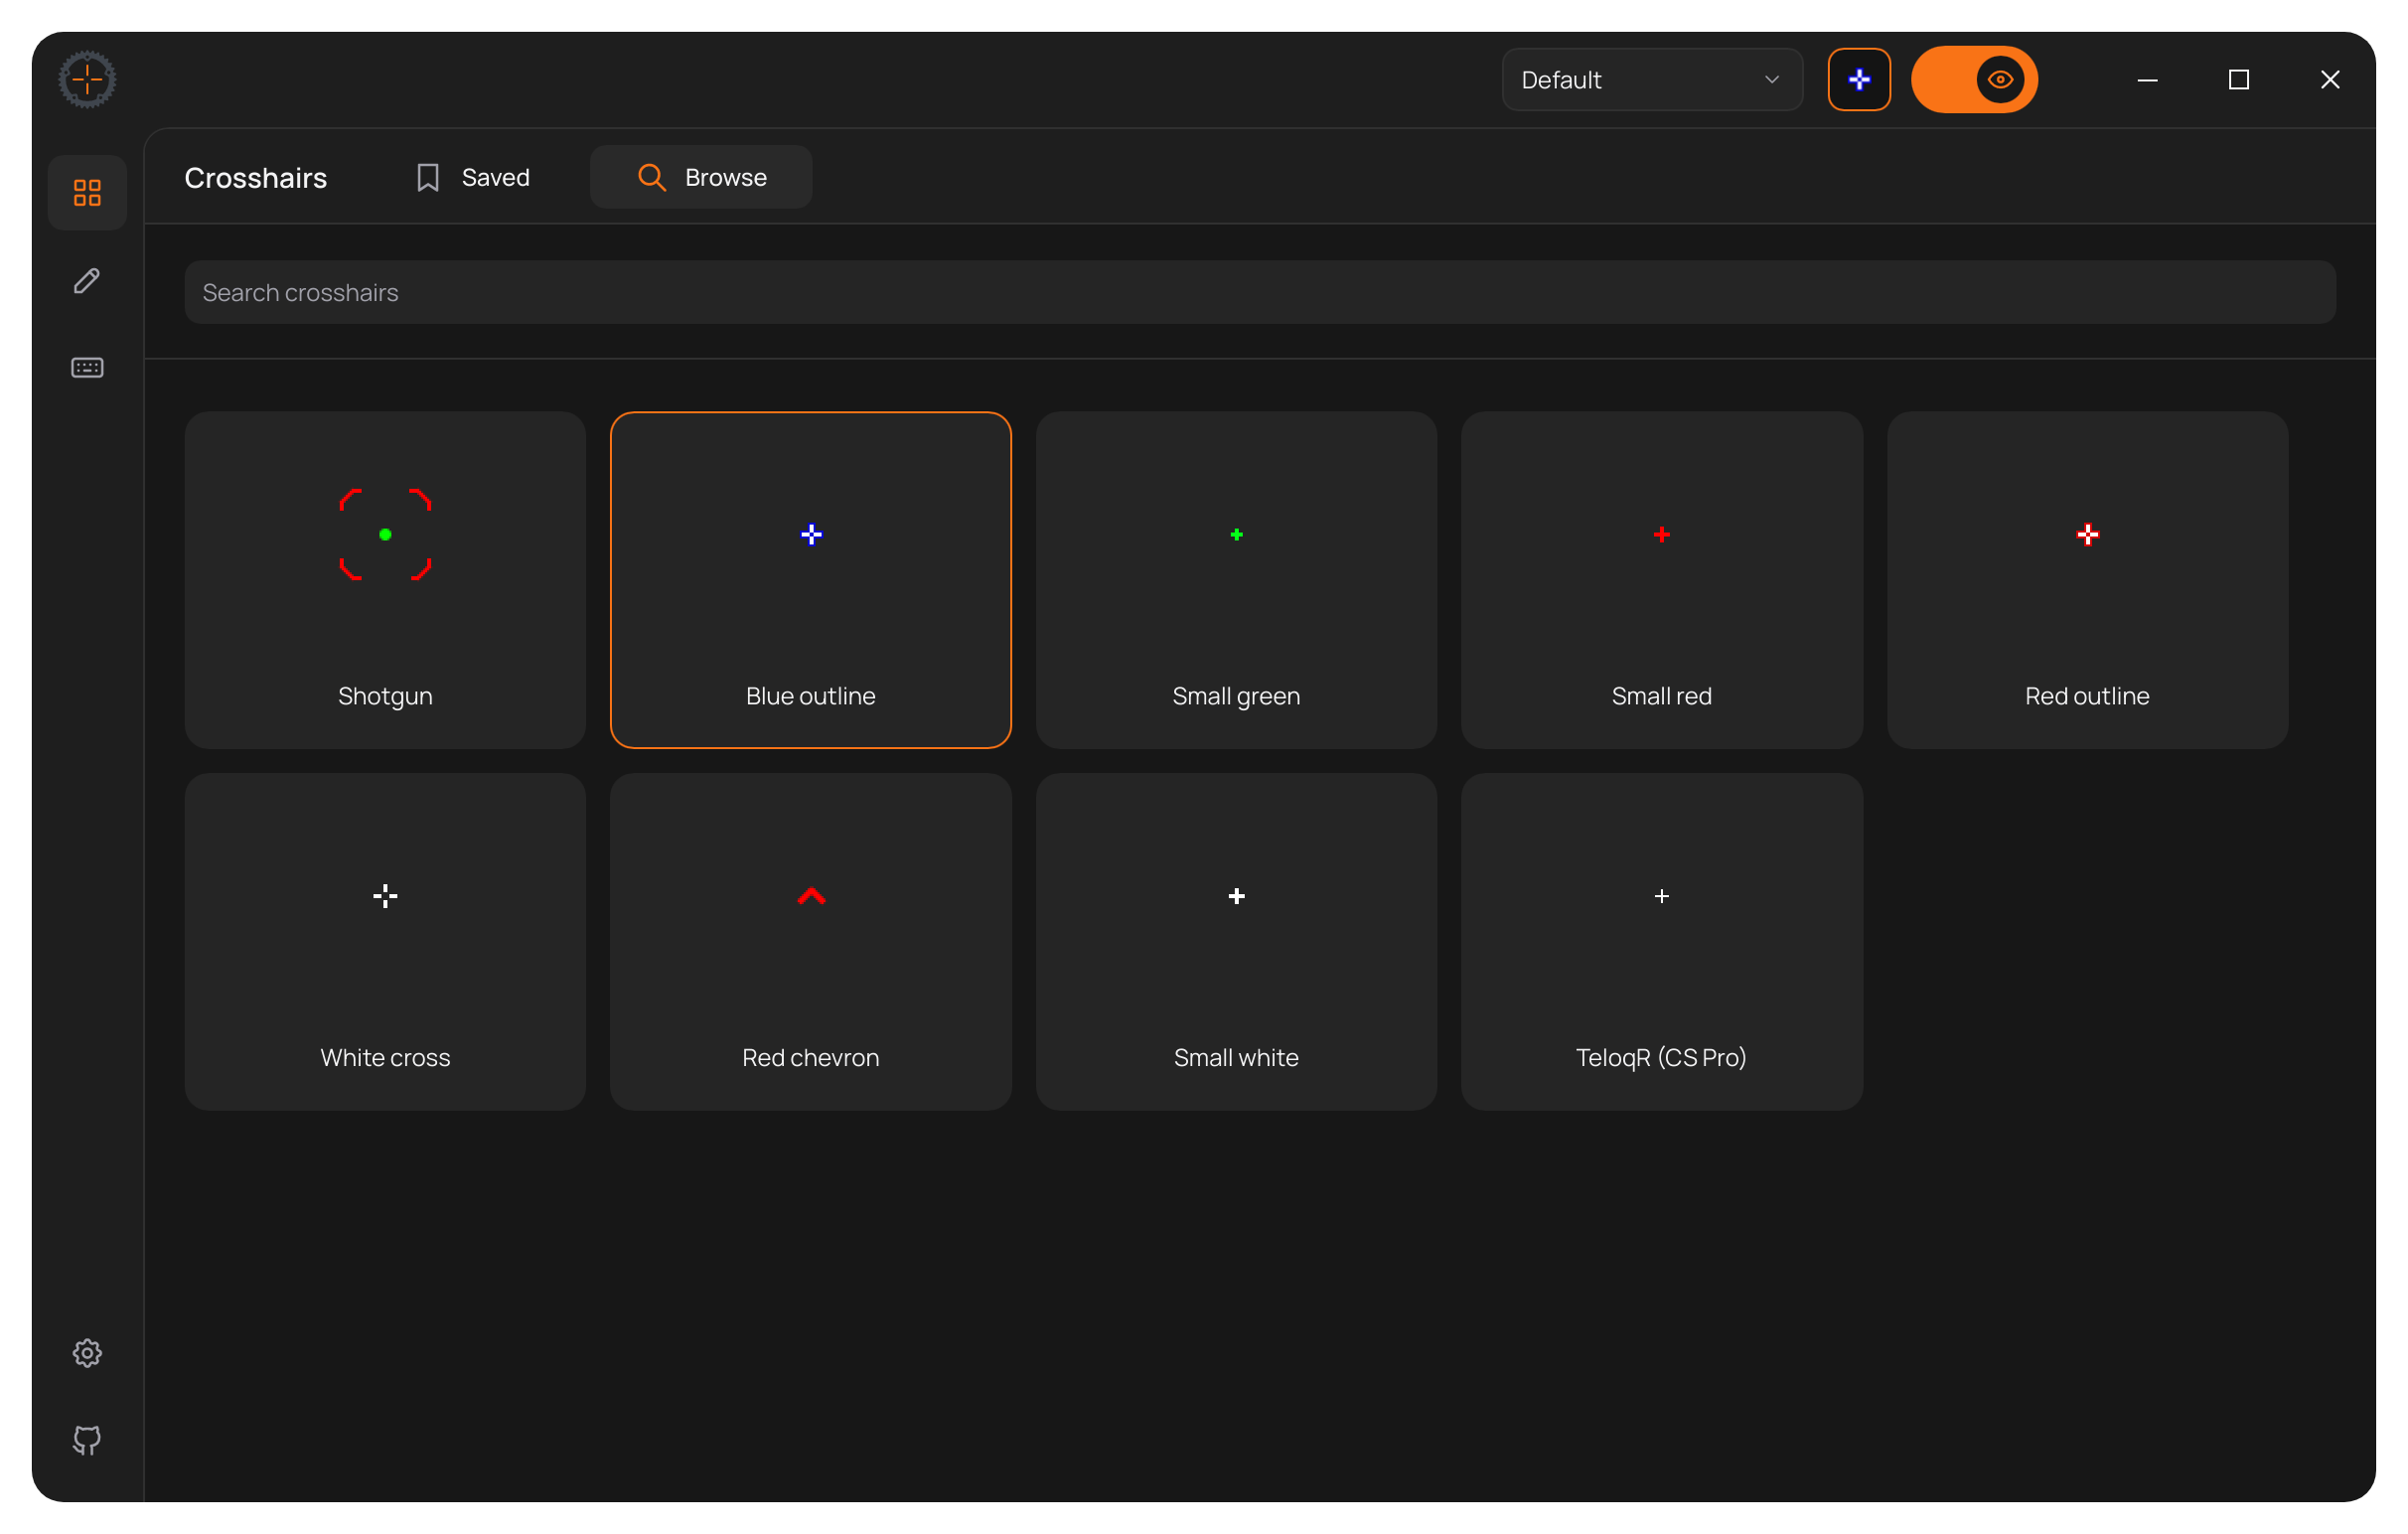 Default
Crosshairs
Saved
Browse
Search crosshairs
Shotgun
Blue outline
Small green
Small red
Red outline
White cross
Red chevron
Small white
TeloqR (CS Pro)